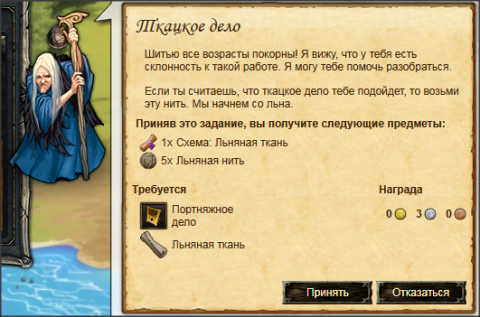 Ткацкое дело
Шитью все возрасты покорны! Я вижу, что у тебя есть
склонность к такой работе. Я могу тебе помочь разобраться.
Если ты считаешь, что ткацкое дело тебе подойдет, то возьми
эту нить. Мы начнем со льна.
Приняв это задание, вы получите следующие предметы:
1x Схема: Льняная ткань
5x Льняная нить
Требуется
Награда
Портняжное
дело
0 3 0
Льняная ткань
Принять
Отказаться